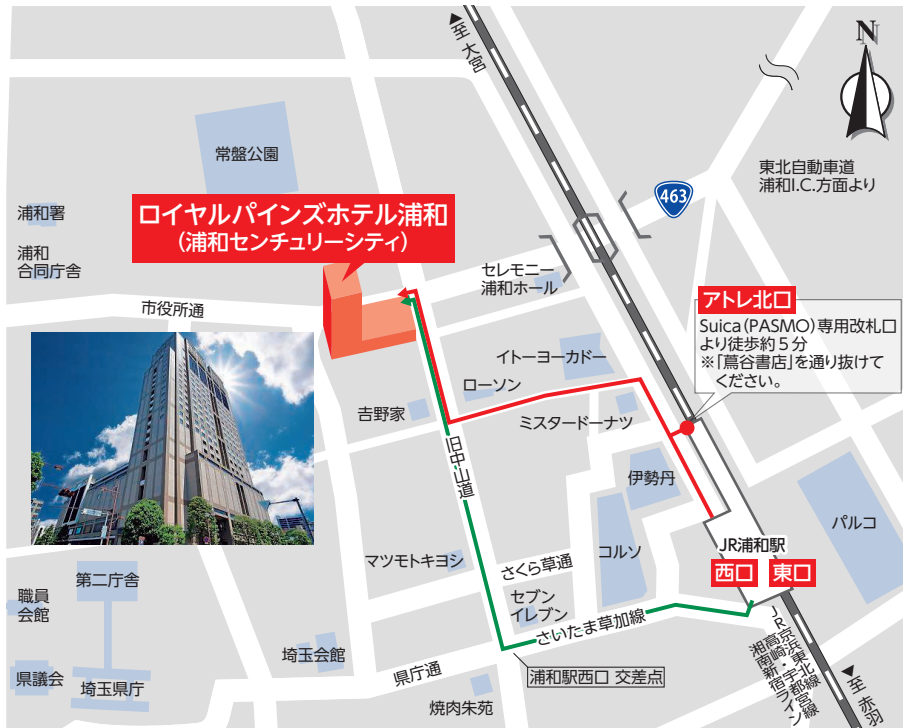 ▲至 大宮
N
463
東北自動車道
浦和I.C.方面より
常盤公園
浦和署
浦和
合同庁舎
ロイヤルパインズホテル浦和
(浦和センチュリーシティ)
セレモニー
浦和ホール
市役所通
アトレ北口
Suica(PASMO)専用改札口
より徒歩約5分
※「蔦谷書店」を通り抜けて
ください。
イトーヨーカドー
ローソン
吉野家
ミスタードーナツ
旧中山道
伊勢丹
コルソ
パルコ
JR浦和駅
西口
東口
マツモトキヨシ
さくら草通
セブン
イレブン
さいたま草加線
第二庁舎
職員
会館
県議会
埼玉県庁
埼玉会館
県庁通
浦和駅西口 交差点
焼肉朱苑
JR京浜東北線
高崎・宇都宮線
湘南新宿ライン
▲至 赤羽